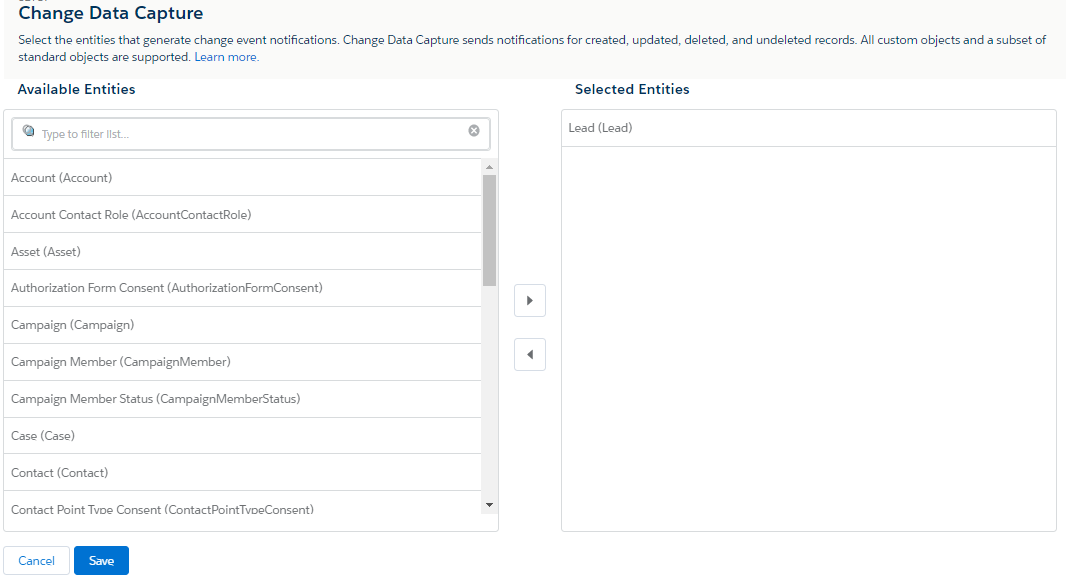 Change Data Capture
Select the entities that generate change event notifications. Change Data Capture sends notifications for created, updated, deleted, and undeleted records. All custom objects and a subset of
standard objects are supported. Learn more.
Available Entities
Selected Entities
Type to filter list...
Lead (Lead)
Account (Account)
Account Contact Role (AccountContactRole)
Asset (Asset)
Authorization Form Consent (AuthorizationFormConsent)
Campaign (Campaign)
Campaign Member (CampaignMember)
Campaign Member Status (CampaignMemberStatus)
Case (Case)
Contact (Contact)
Contact Point Type Consent (ContactPointTypeConsent)
Cancel
Save